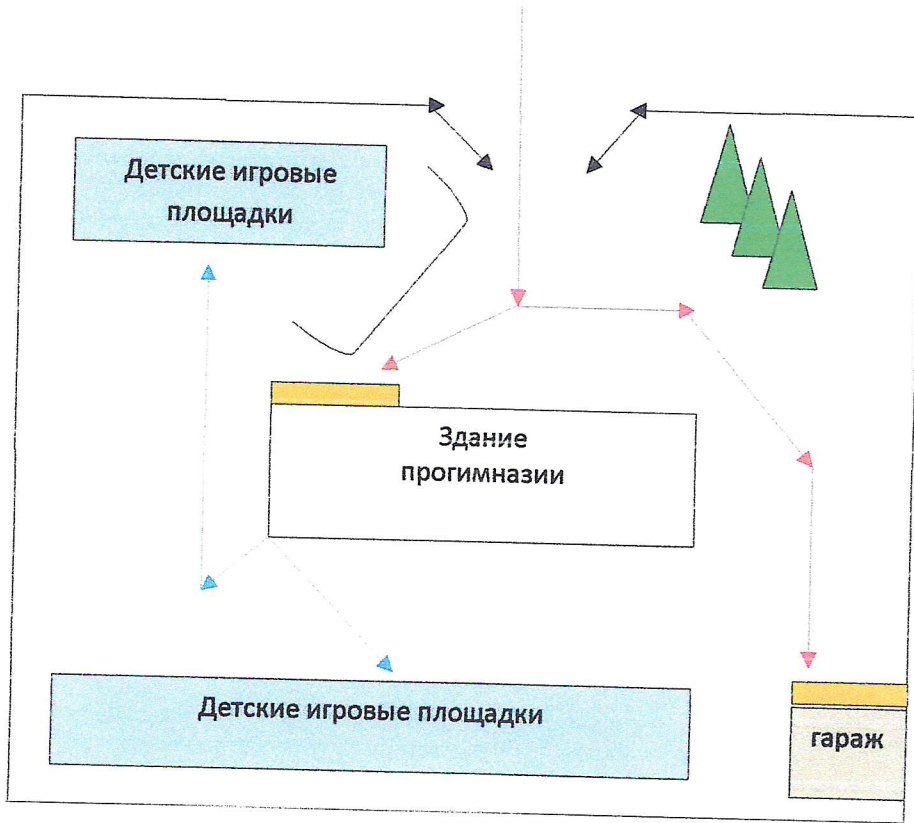 Детские игровые
площадки
Здание
прогимназии
Детские игровые площадки
гараж